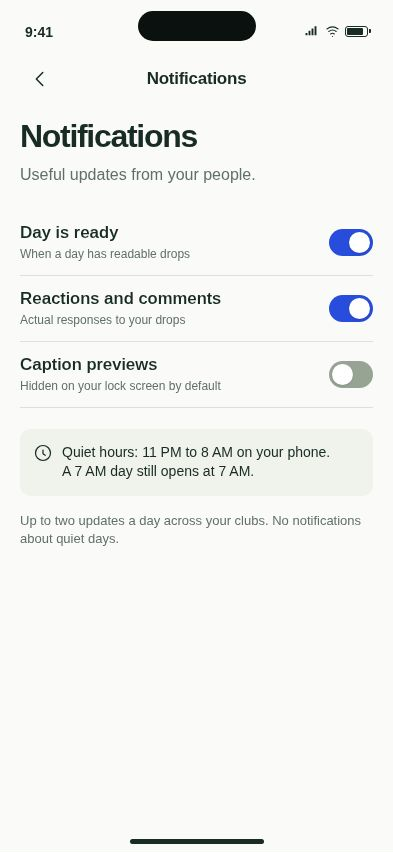 9:41
Notifications
Notifications
Useful updates from your people.
Day is ready
When a day has readable drops
Reactions and comments
Actual responses to your drops
Caption previews
Hidden on your lock screen by default
Quiet hours: 11 PM to 8 AM on your phone.
A 7 AM day still opens at 7 AM.
Up to two updates a day across your clubs. No notifications
about quiet days.